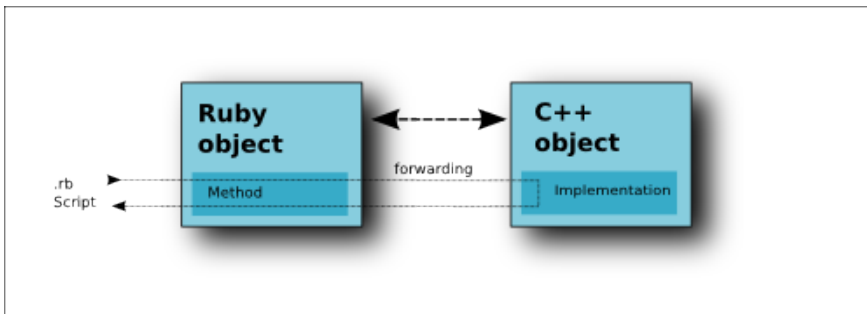 Ruby
object
C++
object
forwarding
.rb
Script
Method
Implementation